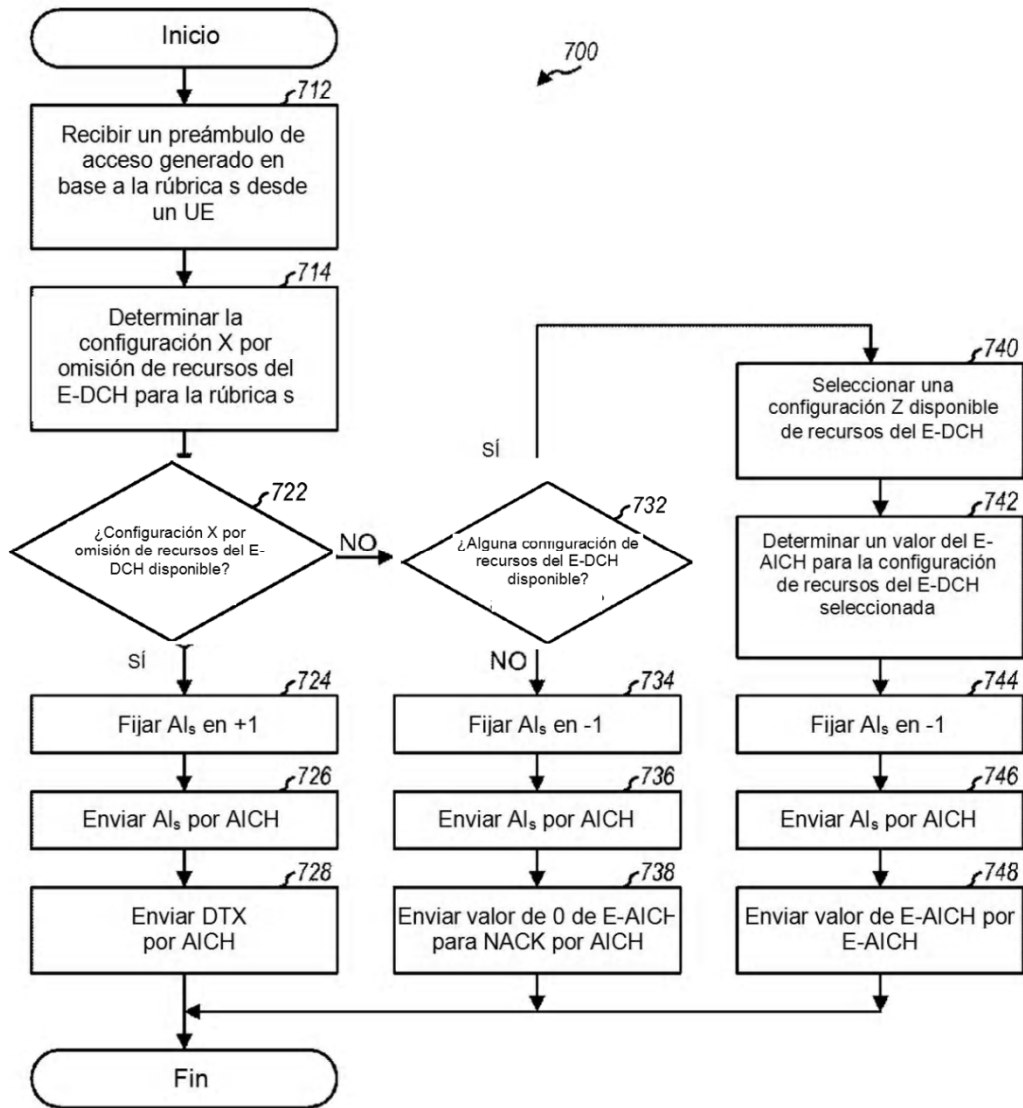 Inicio
700
712
Recibir un preámbulo de
acceso generado en
base a la rúbrica s desde
un UE
714
Determinar la
configuración X por
omisión de recursos del
E-DCH para la rúbrica s
722
¿Configuración X por
omisión de recursos del E-
DCH disponible?
NO
SÍ
732
¿Alguna configuración de
recursos del E-DCH
disponible?
SÍ
NO
740
Seleccionar una
configuración Z disponible
de recursos del E-DCH
742
Determinar un valor del E-
AICH para la configuración
de recursos del E-DCH
seleccionada
724
Fijar AIₛ en +1
734
Fijar AIₛ en -1
744
Fijar AIₛ en -1
726
Enviar AIₛ por AICH
736
Enviar AIₛ por AICH
746
Enviar AIₛ por AICH
728
Enviar DTX
por AICH
738
Enviar valor de 0 de E-AICH
para NACK por AICH
748
Enviar valor de E-AICH por
E-AICH
Fin